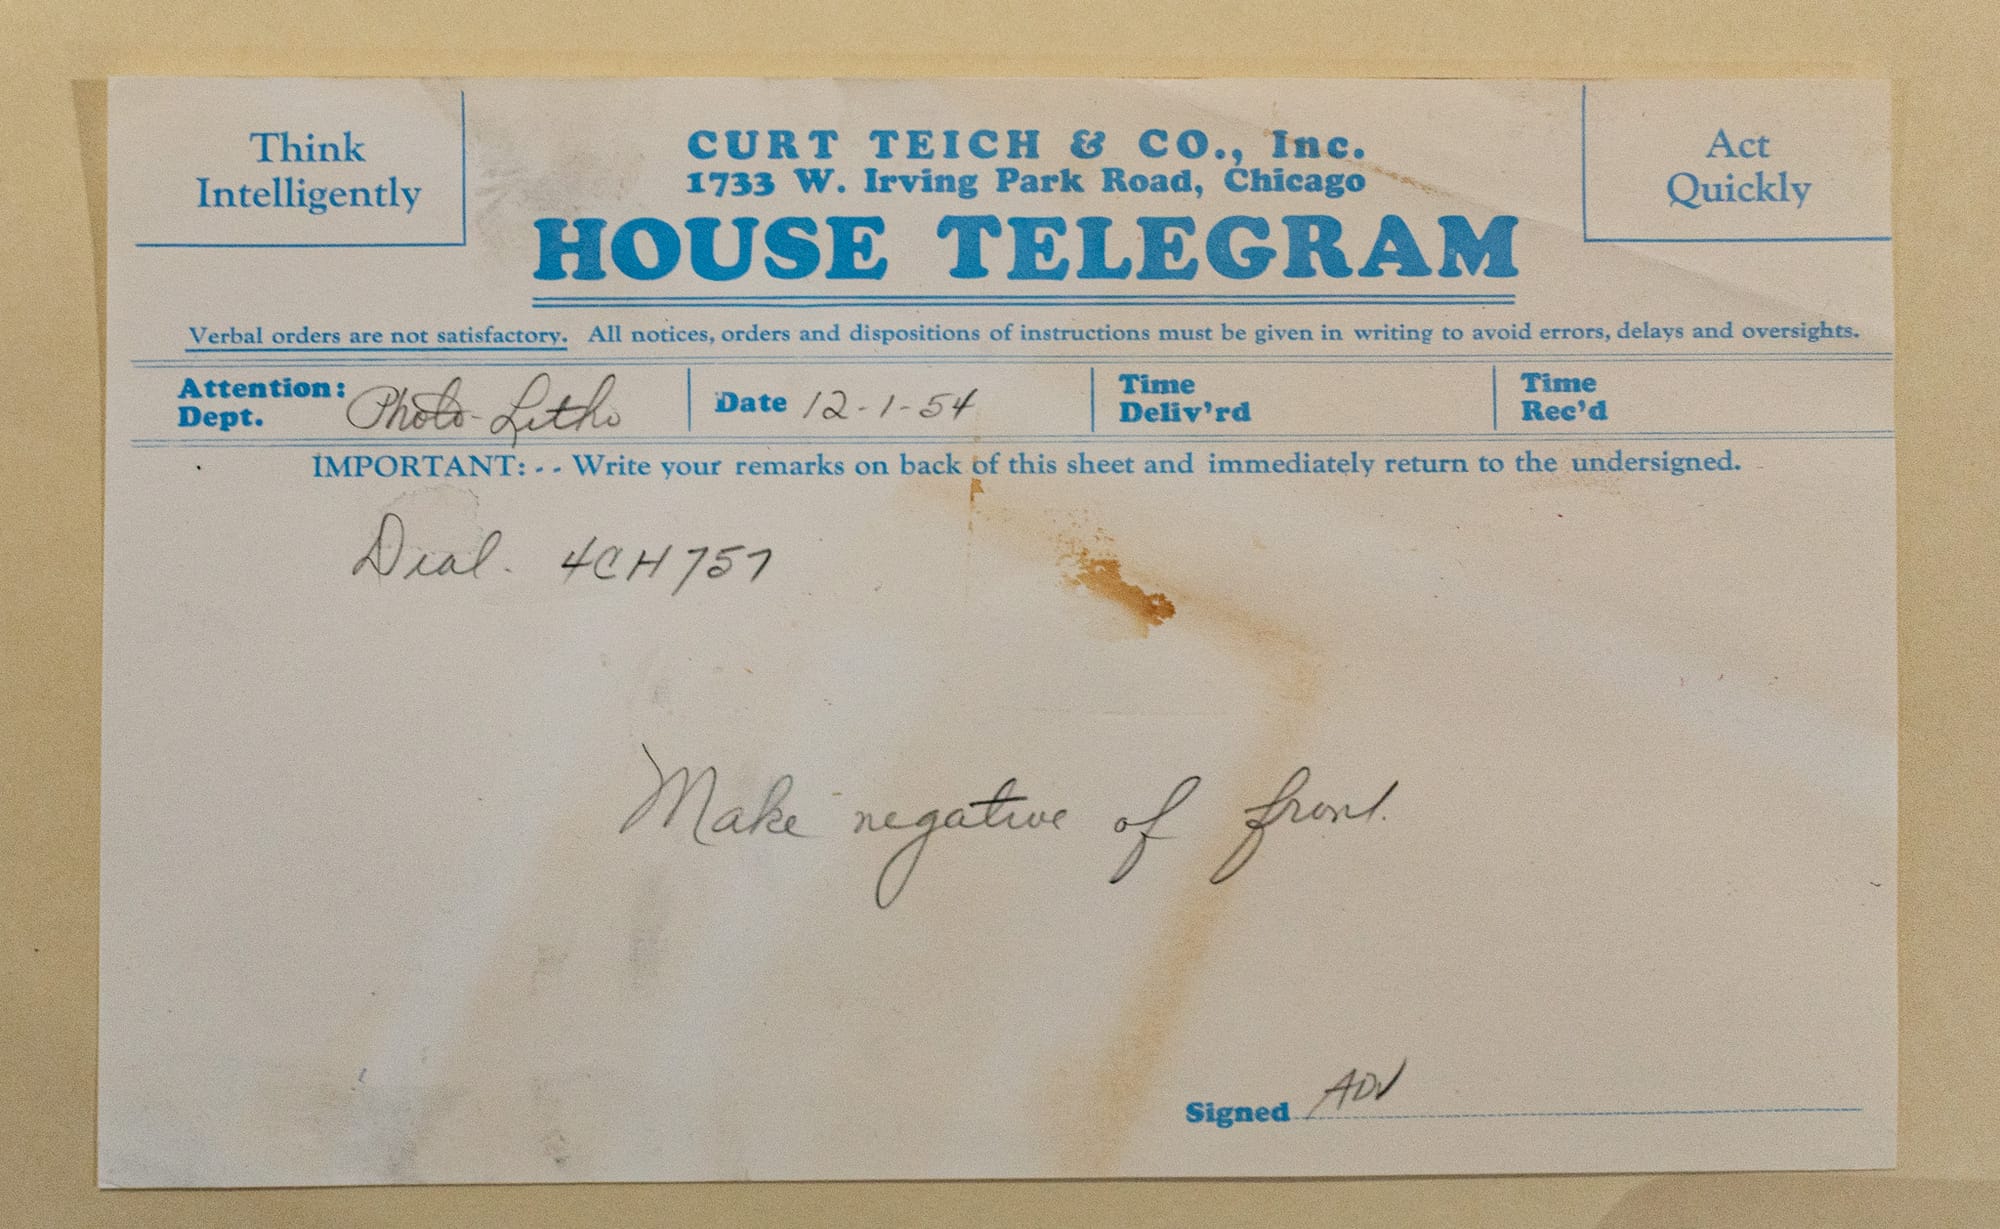 Think
Intelligently
CURT TEICH & CO., Inc.
1733 W. Irving Park Road, Chicago
HOUSE TELEGRAM
Act
Quickly
Verbal orders are not satisfactory. All notices, orders and dispositions of instructions must be given in writing to avoid errors, delays and oversights.
Attention:
Dept. Photo-Litho
Date 12-1-54
Time
Deliv'rd
Time
Rec'd
IMPORTANT: - - Write your remarks on back of this sheet and immediately return to the undersigned.
Dial. 4CH757
Make negative of front.
Signed ADV